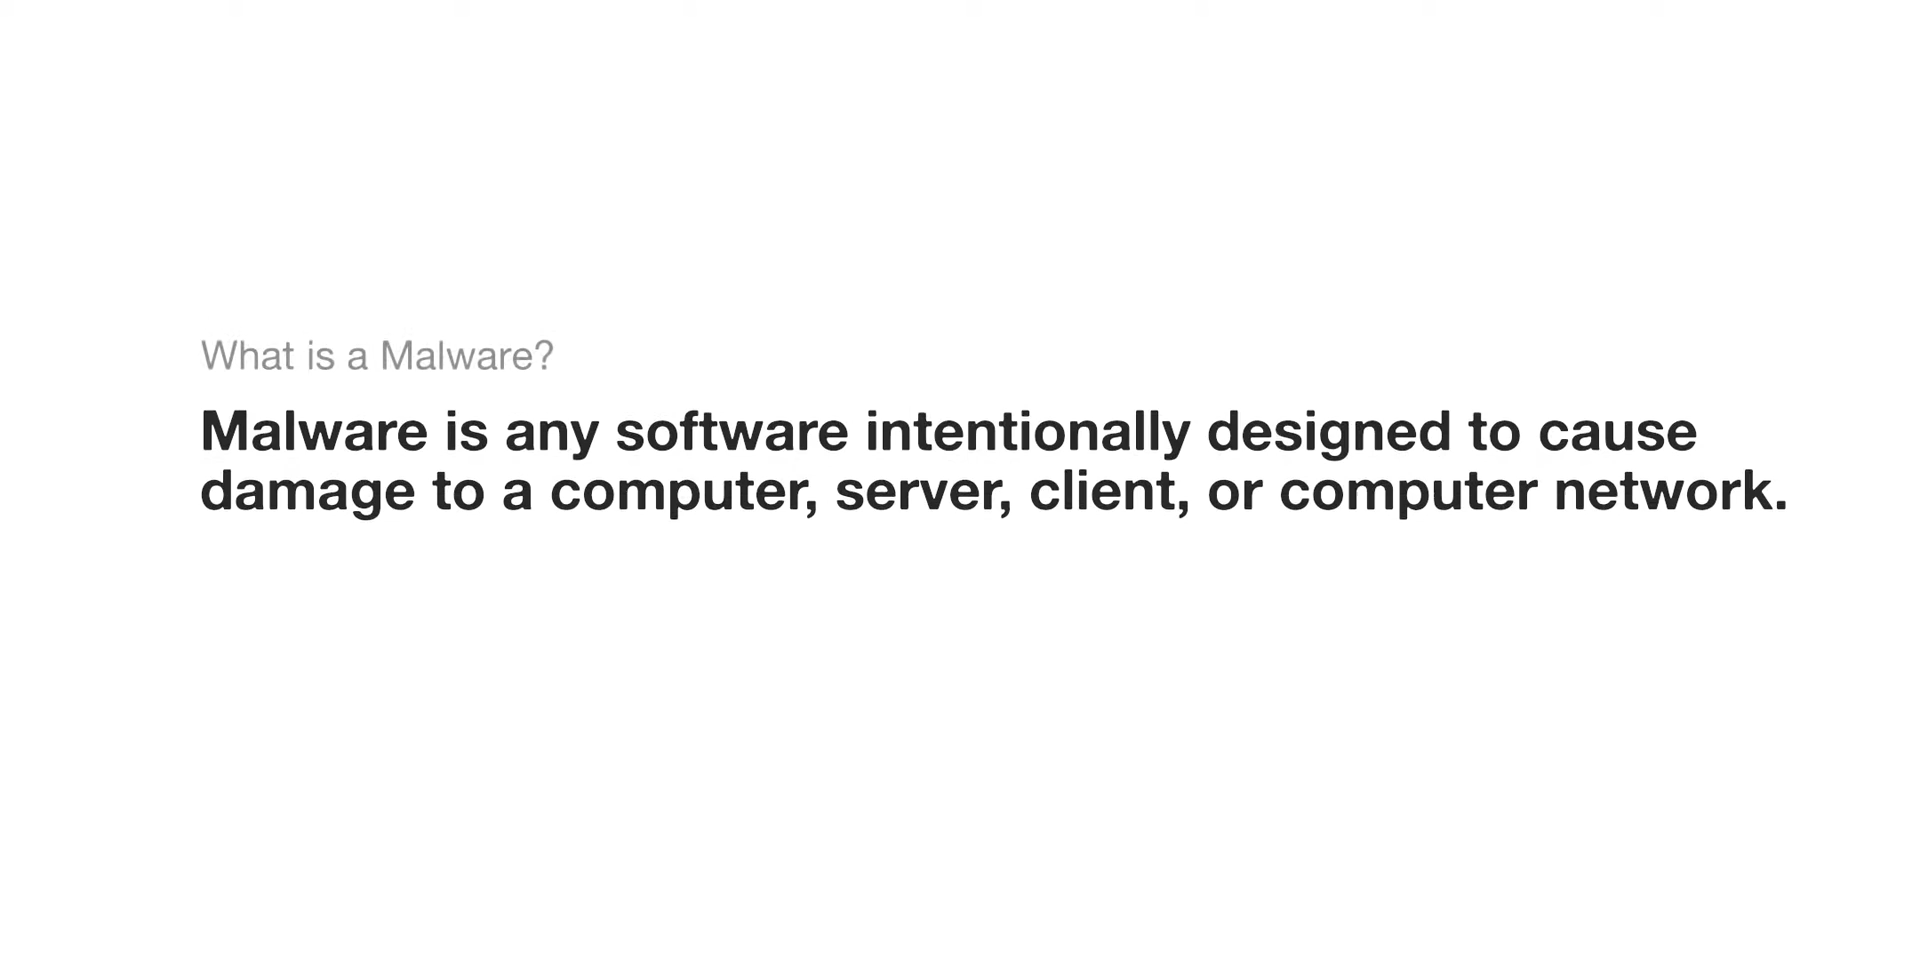 What is a Malware?
Malware is any software intentionally designed to cause
damage to a computer, server, client, or computer network.